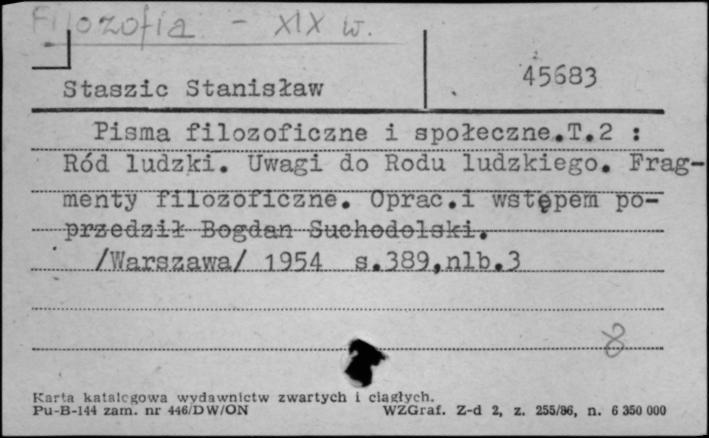 Filozofia - XIX w.
Staszic Stanisław
45683
Pisma filozoficzne i społeczne.T.2 :
Ród ludzki. Uwagi do Rodu ludzkiego. Frag-
menty filozoficzne. Oprac.i wstępem po-
przedził Bogdan Suchodolski.
/Warszawa/ 1954 s.389,nlb.3
8
Karta katalogowa wydawnictw zwartych i ciągłych.
Pu-B-144 zam. nr 446/DW/ON WZGraf. Z-d 2, z. 255/86, n. 6 350 000